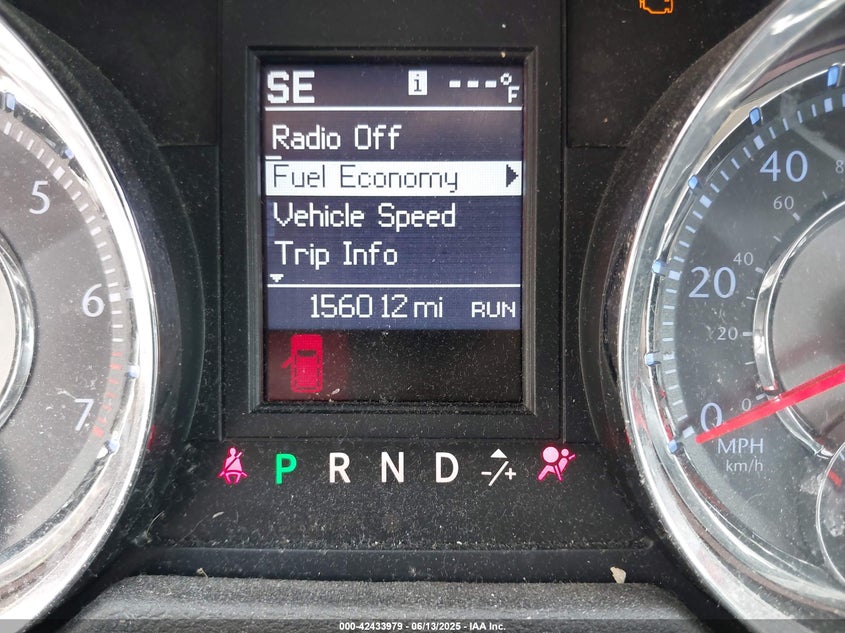 SE i ---°F
Radio Off
Fuel Economy
Vehicle Speed
Trip Info
156012 mi RUN
P R N D -/+
5
6
7
40
60
8
20
40
20
0
0
MPH
km/h
000-42433979 - 06/13/2025 - IAA Inc.